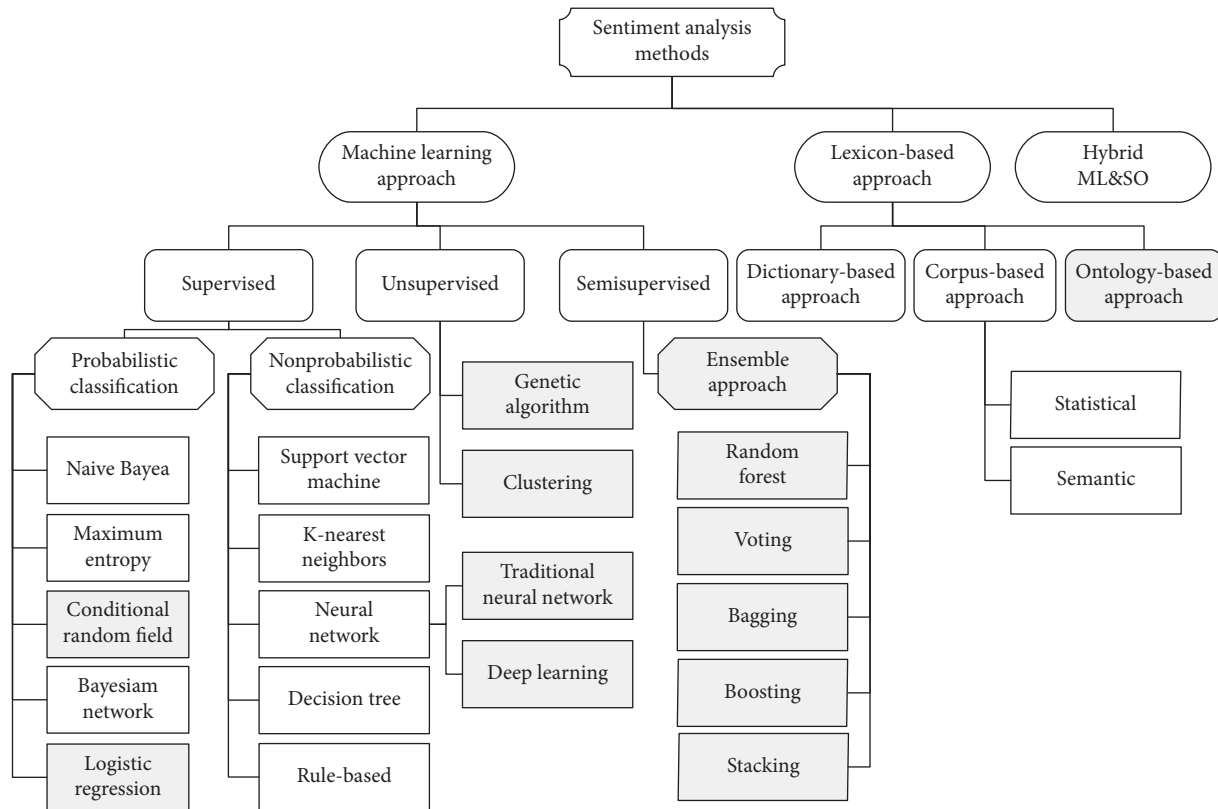 Sentiment analysis
methods
Machine learning
approach
Lexicon-based
approach
Hybrid
ML&SO
Supervised
Unsupervised
Semisupervised
Dictionary-based
approach
Corpus-based
approach
Ontology-based
approach
Probabilistic
classification
Nonprobabilistic
classification
Genetic
algorithm
Ensemble
approach
Statistical
Naive Bayea
Support vector
machine
Clustering
Random
forest
Semantic
Maximum
entropy
K-nearest
neighbors
Traditional
neural network
Voting
Conditional
random field
Neural
network
Deep learning
Bagging
Bayesiam
network
Decision tree
Boosting
Logistic
regression
Rule-based
Stacking